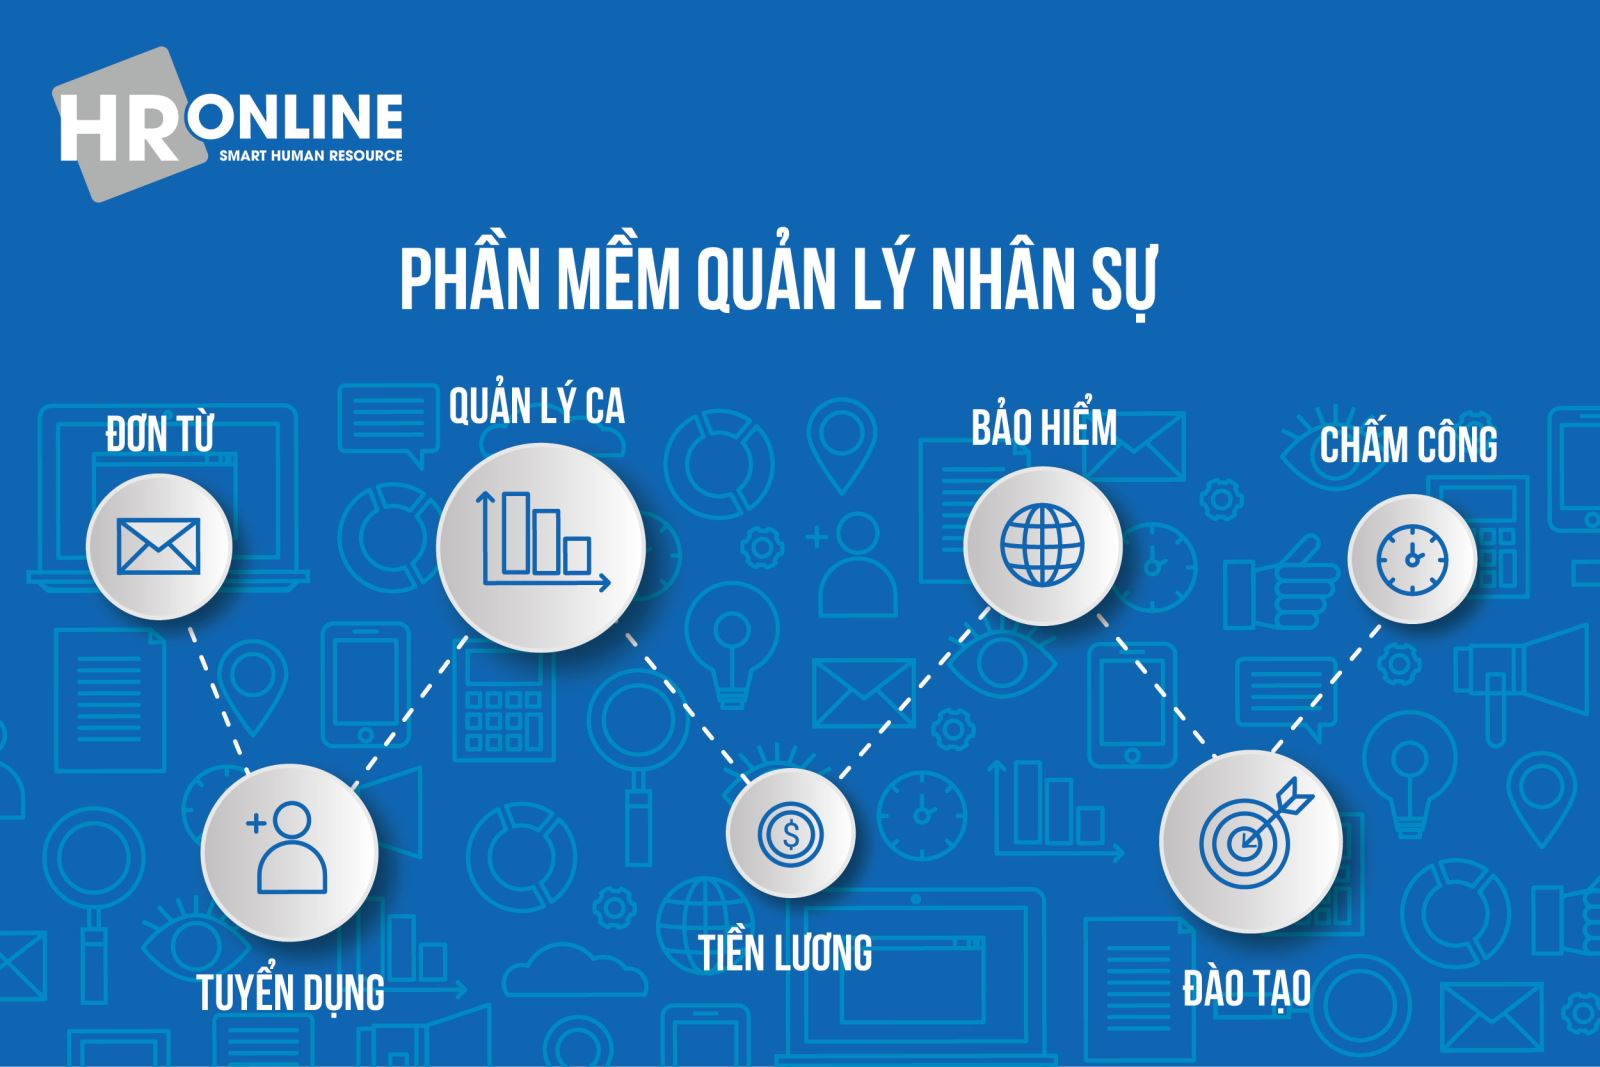 HRONLINE
SMART HUMAN RESOURCE
PHẦN MỀM QUẢN LÝ NHÂN SỰ
ĐƠN TỪ
QUẢN LÝ CA
BẢO HIỂM
CHẤM CÔNG
$
TUYỂN DỤNG
TIỀN LƯƠNG
ĐÀO TẠO